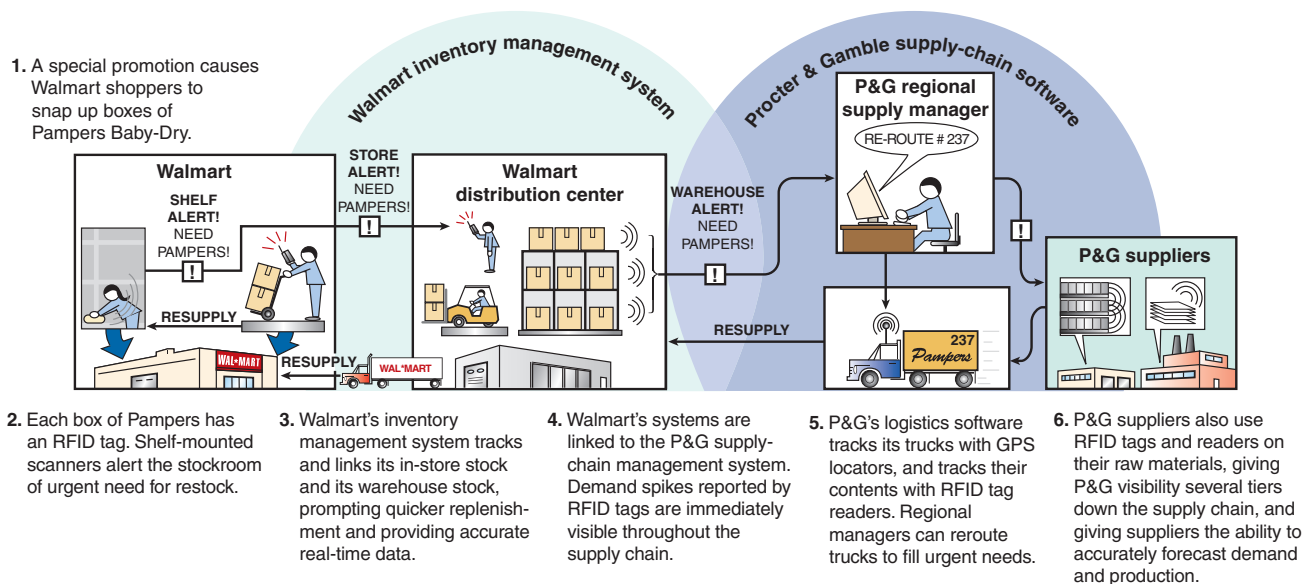 1. A special promotion causes
Walmart shoppers to
snap up boxes of
Pampers Baby-Dry.
Walmart inventory management system
Procter & Gamble supply-chain software
Walmart
SHELF
ALERT!
NEED
PAMPERS!
!
RESUPPLY
WAL★MART
STORE
ALERT!
NEED
PAMPERS!
!
RESUPPLY
WAL*MART
Walmart
distribution center
WAREHOUSE
ALERT!
NEED
PAMPERS!
!
RESUPPLY
P&G regional
supply manager
RE-ROUTE # 237
!
237
Pampers
P&G suppliers
2. Each box of Pampers has
an RFID tag. Shelf-mounted
scanners alert the stockroom
of urgent need for restock.
3. Walmart’s inventory
management system tracks
and links its in-store stock
and its warehouse stock,
prompting quicker replenish-
ment and providing accurate
real-time data.
4. Walmart’s systems are
linked to the P&G supply-
chain management system.
Demand spikes reported by
RFID tags are immediately
visible throughout the
supply chain.
5. P&G’s logistics software
tracks its trucks with GPS
locators, and tracks their
contents with RFID tag
readers. Regional
managers can reroute
trucks to fill urgent needs.
6. P&G suppliers also use
RFID tags and readers on
their raw materials, giving
P&G visibility several tiers
down the supply chain, and
giving suppliers the ability to
accurately forecast demand
and production.